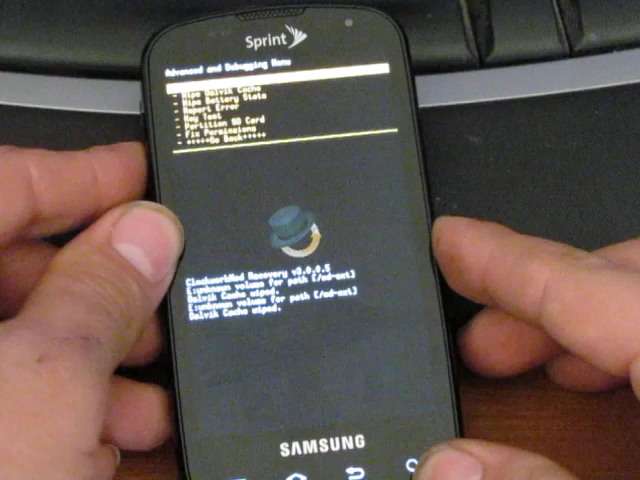 Sprint
Advanced and Debugging Menu
- Wipe Dalvik Cache
- Wipe Battery Stats
- Report Error
- Key Test
- Partition SD Card
- Fix Permissions
- +++++Go Back+++++
ClockworkMod Recovery v3.0.0.5
E:unknown volume for path [/sd-ext]
Dalvik Cache wiped.
E:unknown volume for path [/sd-ext]
Dalvik Cache wiped.
SAMSUNG